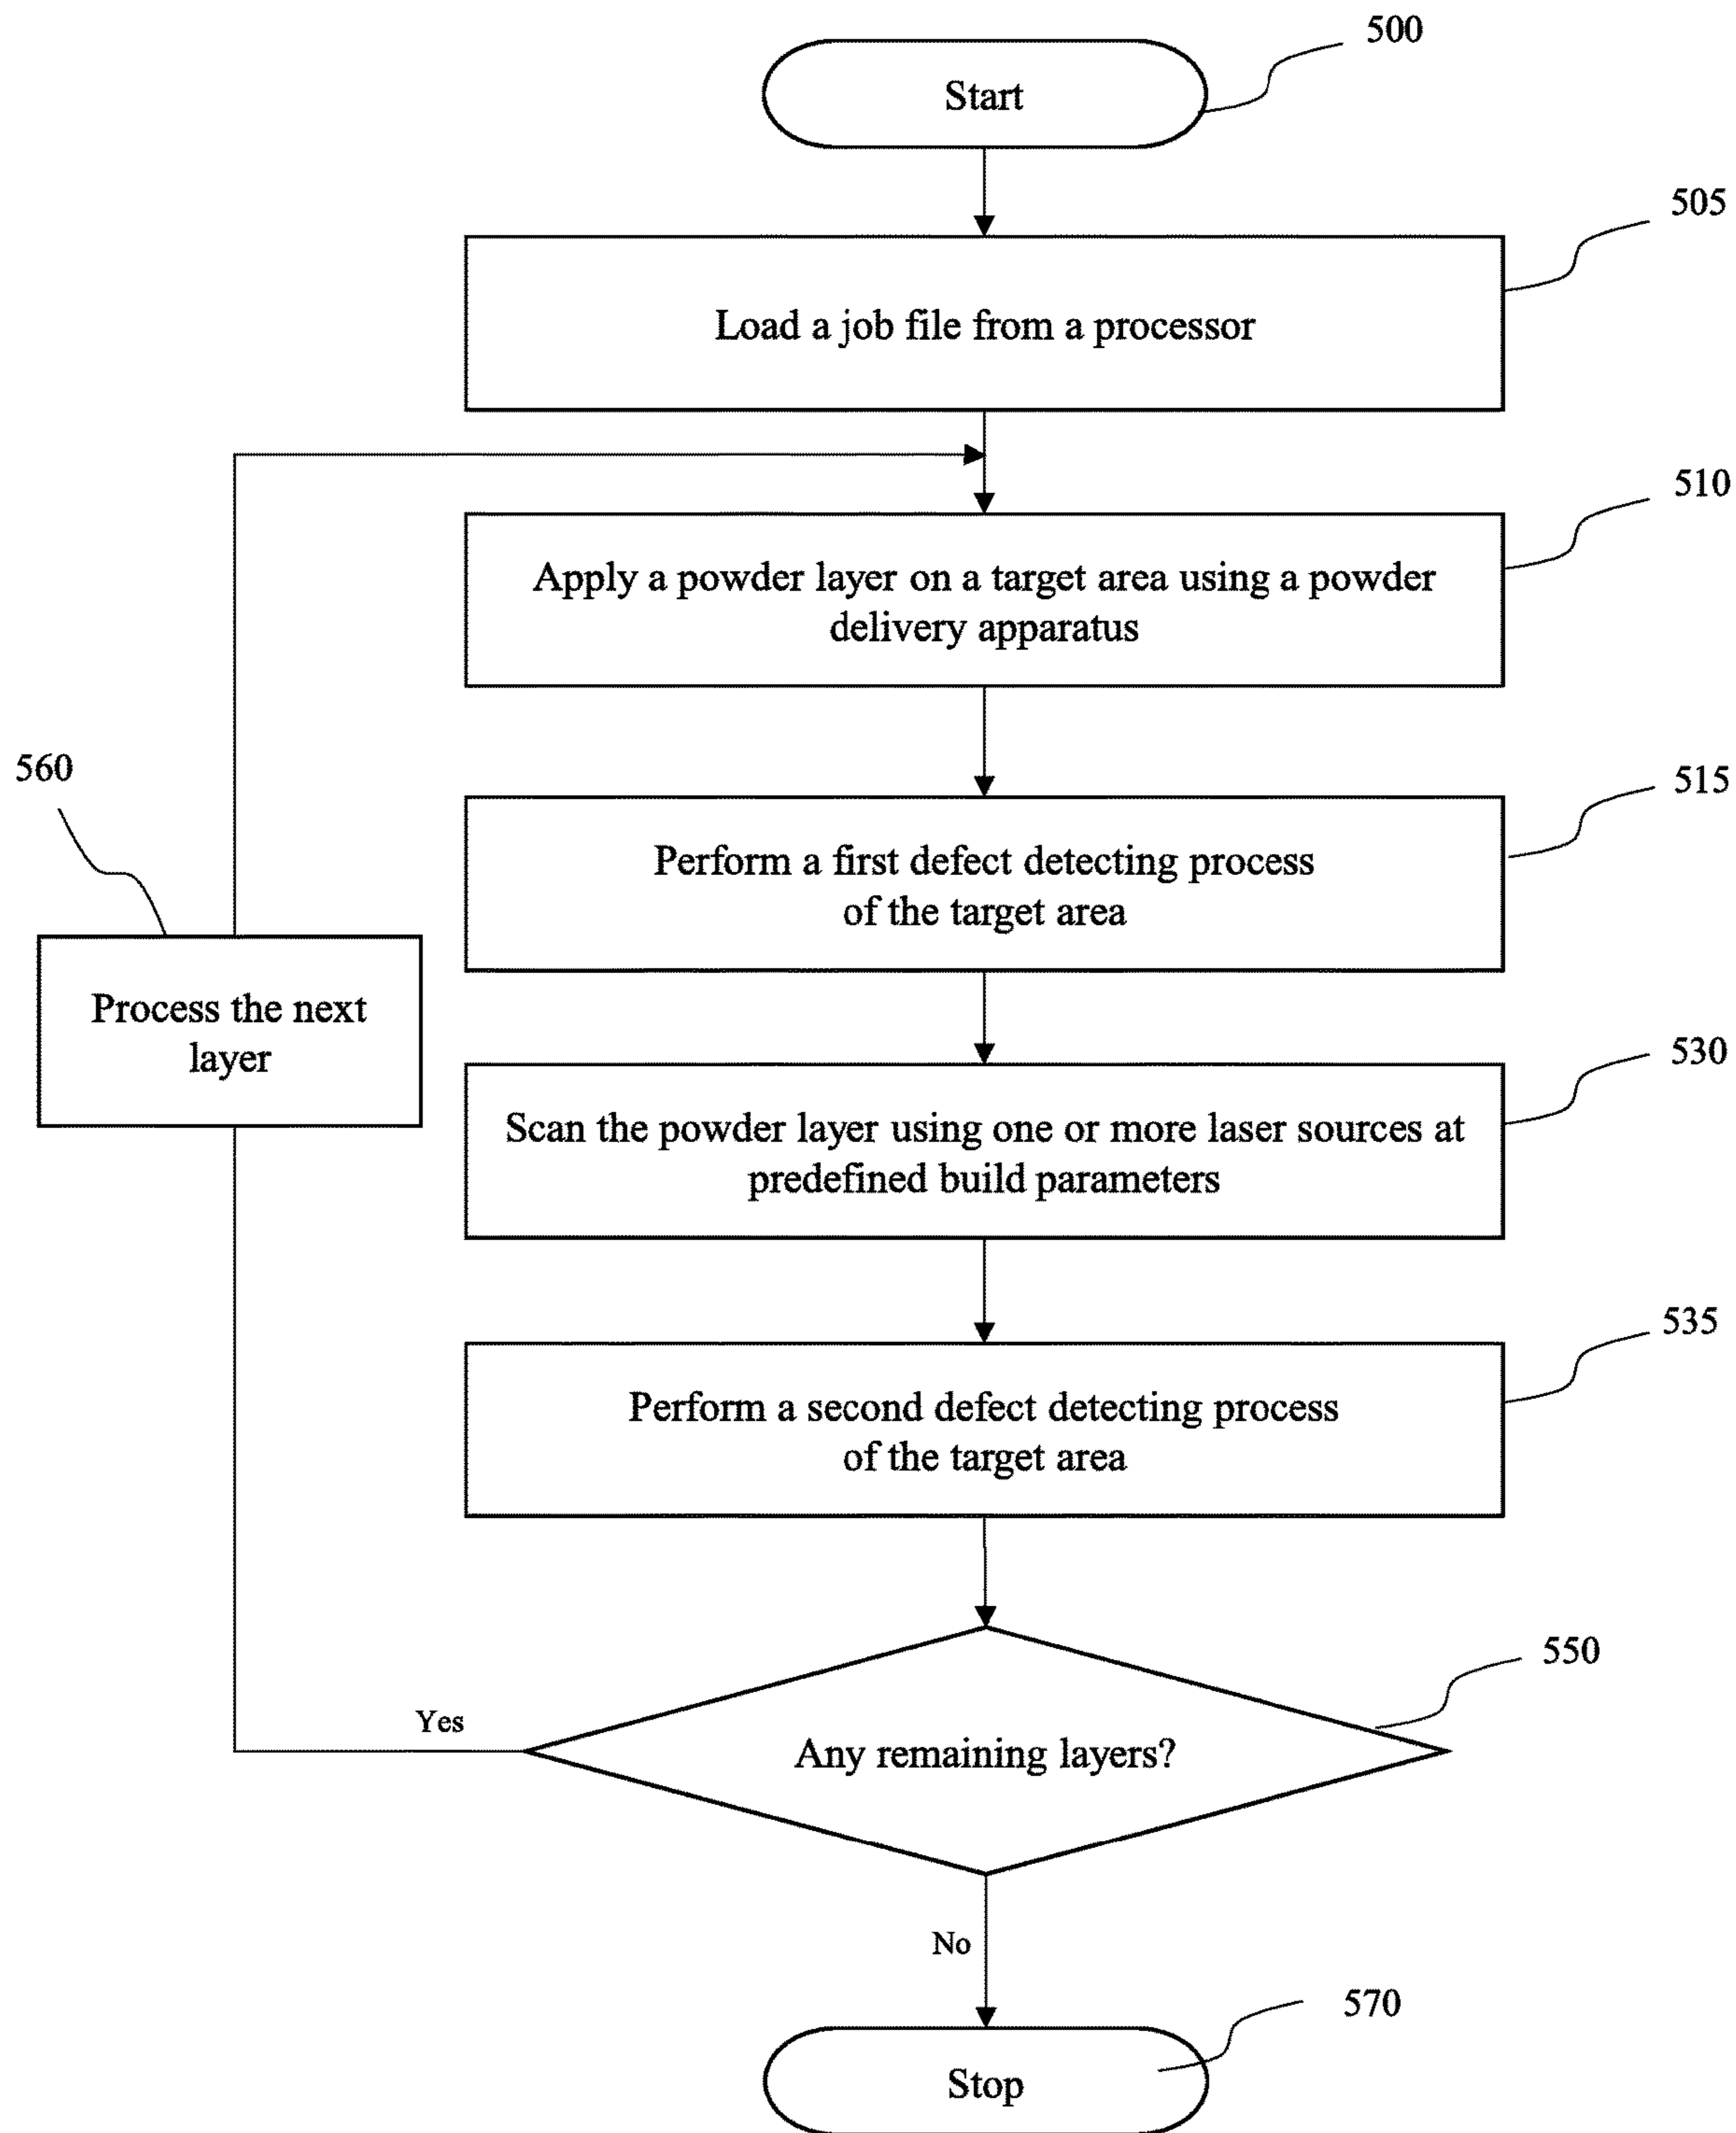 500
Start
505
Load a job file from a processor
510
Apply a powder layer on a target area using a powder
delivery apparatus
560
515
Perform a first defect detecting process
of the target area
Process the next
layer
530
Scan the powder layer using one or more laser sources at
predefined build parameters
535
Perform a second defect detecting process
of the target area
550
Yes
Any remaining layers?
No
570
Stop